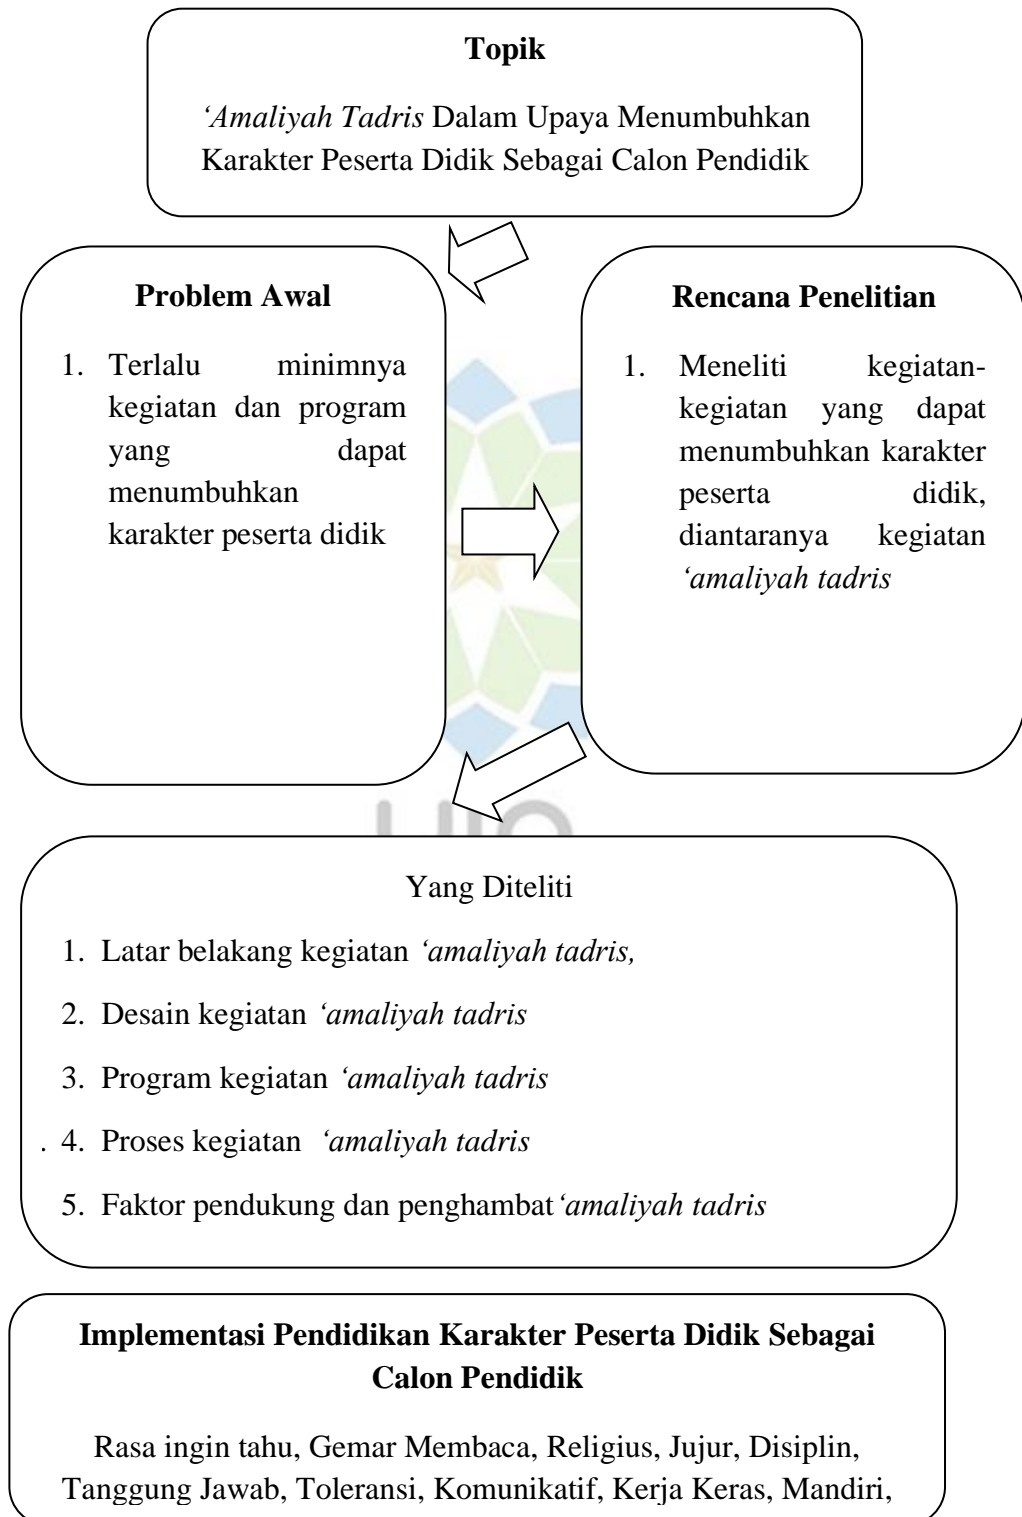 Topik
‘Amaliyah Tadris Dalam Upaya Menumbuhkan
Karakter Peserta Didik Sebagai Calon Pendidik
Problem Awal
1. Terlalu minimnya
kegiatan dan program
yang dapat
menumbuhkan
karakter peserta didik
Rencana Penelitian
1. Meneliti kegiatan-
kegiatan yang dapat
menumbuhkan karakter
peserta didik,
diantaranya kegiatan
‘amaliyah tadris
Yang Diteliti
1. Latar belakang kegiatan ‘amaliyah tadris,
2. Desain kegiatan ‘amaliyah tadris
3. Program kegiatan ‘amaliyah tadris
. 4. Proses kegiatan ‘amaliyah tadris
5. Faktor pendukung dan penghambat‘amaliyah tadris
Implementasi Pendidikan Karakter Peserta Didik Sebagai
Calon Pendidik
Rasa ingin tahu, Gemar Membaca, Religius, Jujur, Disiplin,
Tanggung Jawab, Toleransi, Komunikatif, Kerja Keras, Mandiri,